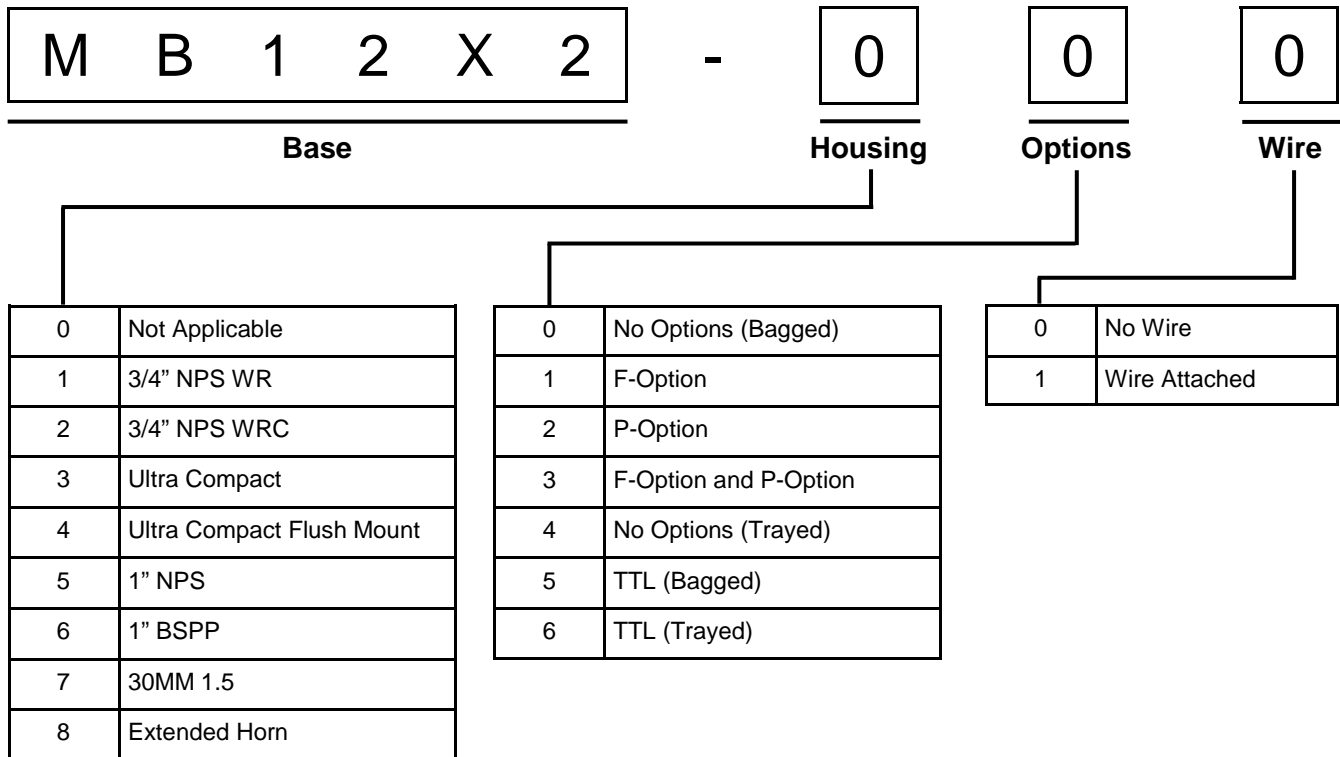 M B 1 2 X 2 - 0 0 0
Base Housing Options Wire
0 Not Applicable
1 3/4” NPS WR
2 3/4” NPS WRC
3 Ultra Compact
4 Ultra Compact Flush Mount
5 1” NPS
6 1” BSPP
7 30MM 1.5
8 Extended Horn
0 No Options (Bagged)
1 F-Option
2 P-Option
3 F-Option and P-Option
4 No Options (Trayed)
5 TTL (Bagged)
6 TTL (Trayed)
0 No Wire
1 Wire Attached